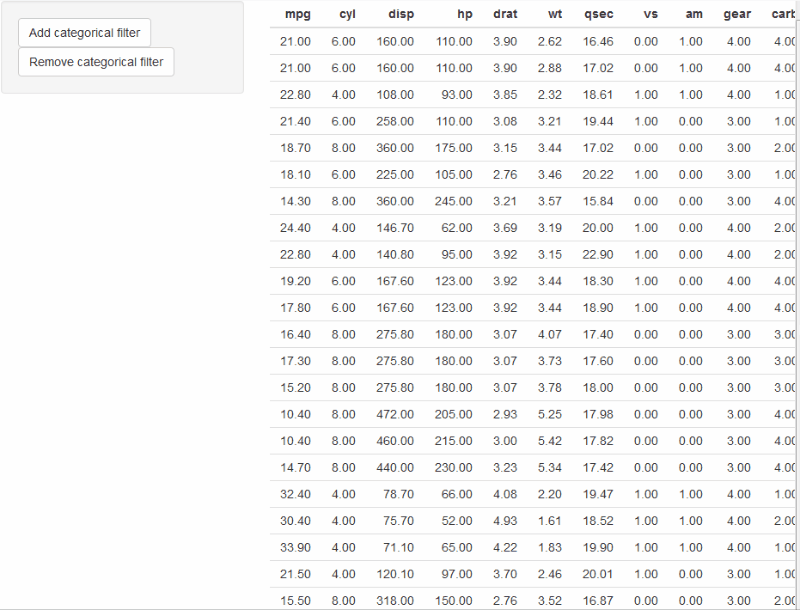 Add categorical filter
Remove categorical filter
mpg cyl disp hp drat wt qsec vs am gear carb
21.00 6.00 160.00 110.00 3.90 2.62 16.46 0.00 1.00 4.00 4.00
21.00 6.00 160.00 110.00 3.90 2.88 17.02 0.00 1.00 4.00 4.00
22.80 4.00 108.00 93.00 3.85 2.32 18.61 1.00 1.00 4.00 1.00
21.40 6.00 258.00 110.00 3.08 3.21 19.44 1.00 0.00 3.00 1.00
18.70 8.00 360.00 175.00 3.15 3.44 17.02 0.00 0.00 3.00 2.00
18.10 6.00 225.00 105.00 2.76 3.46 20.22 1.00 0.00 3.00 1.00
14.30 8.00 360.00 245.00 3.21 3.57 15.84 0.00 0.00 3.00 4.00
24.40 4.00 146.70 62.00 3.69 3.19 20.00 1.00 0.00 4.00 2.00
22.80 4.00 140.80 95.00 3.92 3.15 22.90 1.00 0.00 4.00 2.00
19.20 6.00 167.60 123.00 3.92 3.44 18.30 1.00 0.00 4.00 4.00
17.80 6.00 167.60 123.00 3.92 3.44 18.90 1.00 0.00 4.00 4.00
16.40 8.00 275.80 180.00 3.07 4.07 17.40 0.00 0.00 3.00 3.00
17.30 8.00 275.80 180.00 3.07 3.73 17.60 0.00 0.00 3.00 3.00
15.20 8.00 275.80 180.00 3.07 3.78 18.00 0.00 0.00 3.00 3.00
10.40 8.00 472.00 205.00 2.93 5.25 17.98 0.00 0.00 3.00 4.00
10.40 8.00 460.00 215.00 3.00 5.42 17.82 0.00 0.00 3.00 4.00
14.70 8.00 440.00 230.00 3.23 5.34 17.42 0.00 0.00 3.00 4.00
32.40 4.00 78.70 66.00 4.08 2.20 19.47 1.00 1.00 4.00 1.00
30.40 4.00 75.70 52.00 4.93 1.61 18.52 1.00 1.00 4.00 2.00
33.90 4.00 71.10 65.00 4.22 1.83 19.90 1.00 1.00 4.00 1.00
21.50 4.00 120.10 97.00 3.70 2.46 20.01 1.00 0.00 3.00 1.00
15.50 8.00 318.00 150.00 2.76 3.52 16.87 0.00 0.00 3.00 2.00